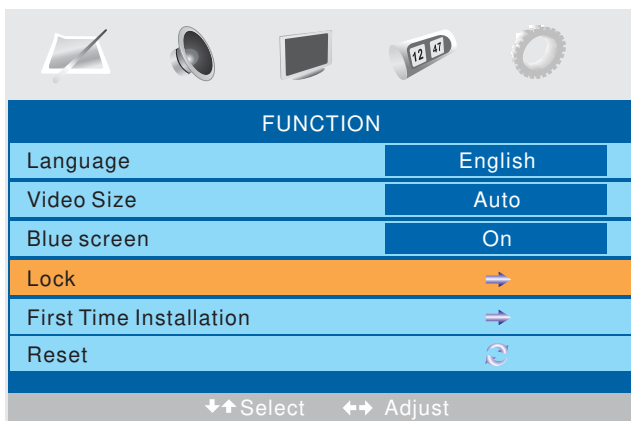 12 47
FUNCTION
Language English
Video Size Auto
Blue screen On
Lock
First Time Installation
Reset
Select Adjust